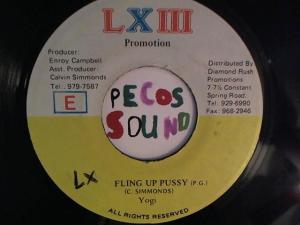 LXIII
Promotion
Producer:
Enroy Campbell
Asst. Producer:
Calvin Simmonds
Tel.: 979-7587
Distributed By
Diamond Rush
Promotions
7-7½ Constant
Spring Road.
Tel: 929-6990
Fax: 968-2946
E
PECOS
SOUND
LX
FLING UP PUSSY (P.G.)
(C. SIMMONDS)
Yogi
ALL RIGHTS RESERVED